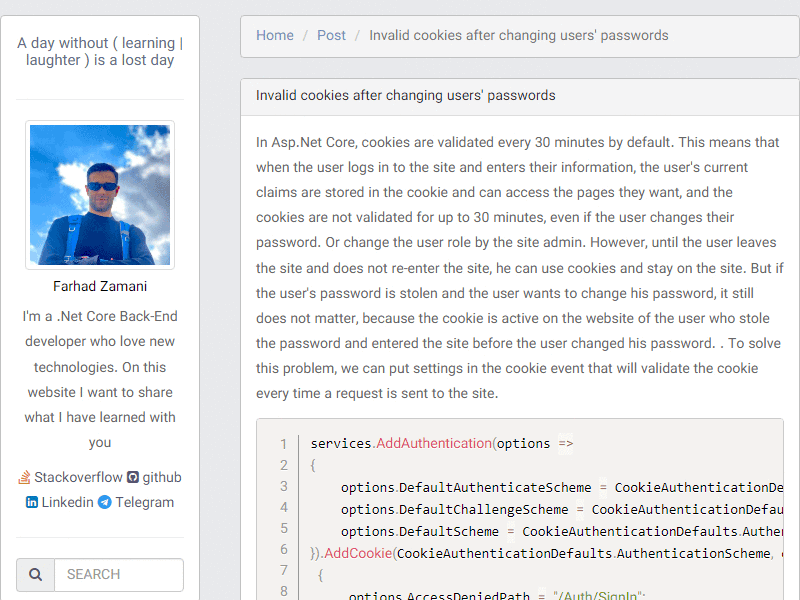 A day without ( learning |
laughter ) is a lost day
Farhad Zamani
I'm a .Net Core Back-End
developer who love new
technologies. On this
website I want to share
what I have learned with
you
Stackoverflow github
Linkedin Telegram
SEARCH
Home / Post / Invalid cookies after changing users' passwords
Invalid cookies after changing users' passwords
In Asp.Net Core, cookies are validated every 30 minutes by default. This means that
when the user logs in to the site and enters their information, the user's current
claims are stored in the cookie and can access the pages they want, and the
cookies are not validated for up to 30 minutes, even if the user changes their
password. Or change the user role by the site admin. However, until the user leaves
the site and does not re-enter the site, he can use cookies and stay on the site. But if
the user's password is stolen and the user wants to change his password, it still
does not matter, because the cookie is active on the website of the user who stole
the password and entered the site before the user changed his password. . To solve
this problem, we can put settings in the cookie event that will validate the cookie
every time a request is sent to the site.
1 services.AddAuthentication(options =>
2 {
3 options.DefaultAuthenticateScheme = CookieAuthenticationDe
4 options.DefaultChallengeScheme = CookieAuthenticationDefau
5 options.DefaultScheme = CookieAuthenticationDefaults.Authen
6 }).AddCookie(CookieAuthenticationDefaults.AuthenticationScheme,
7 {
8 options.AccessDeniedPath = "/Auth/SignIn";